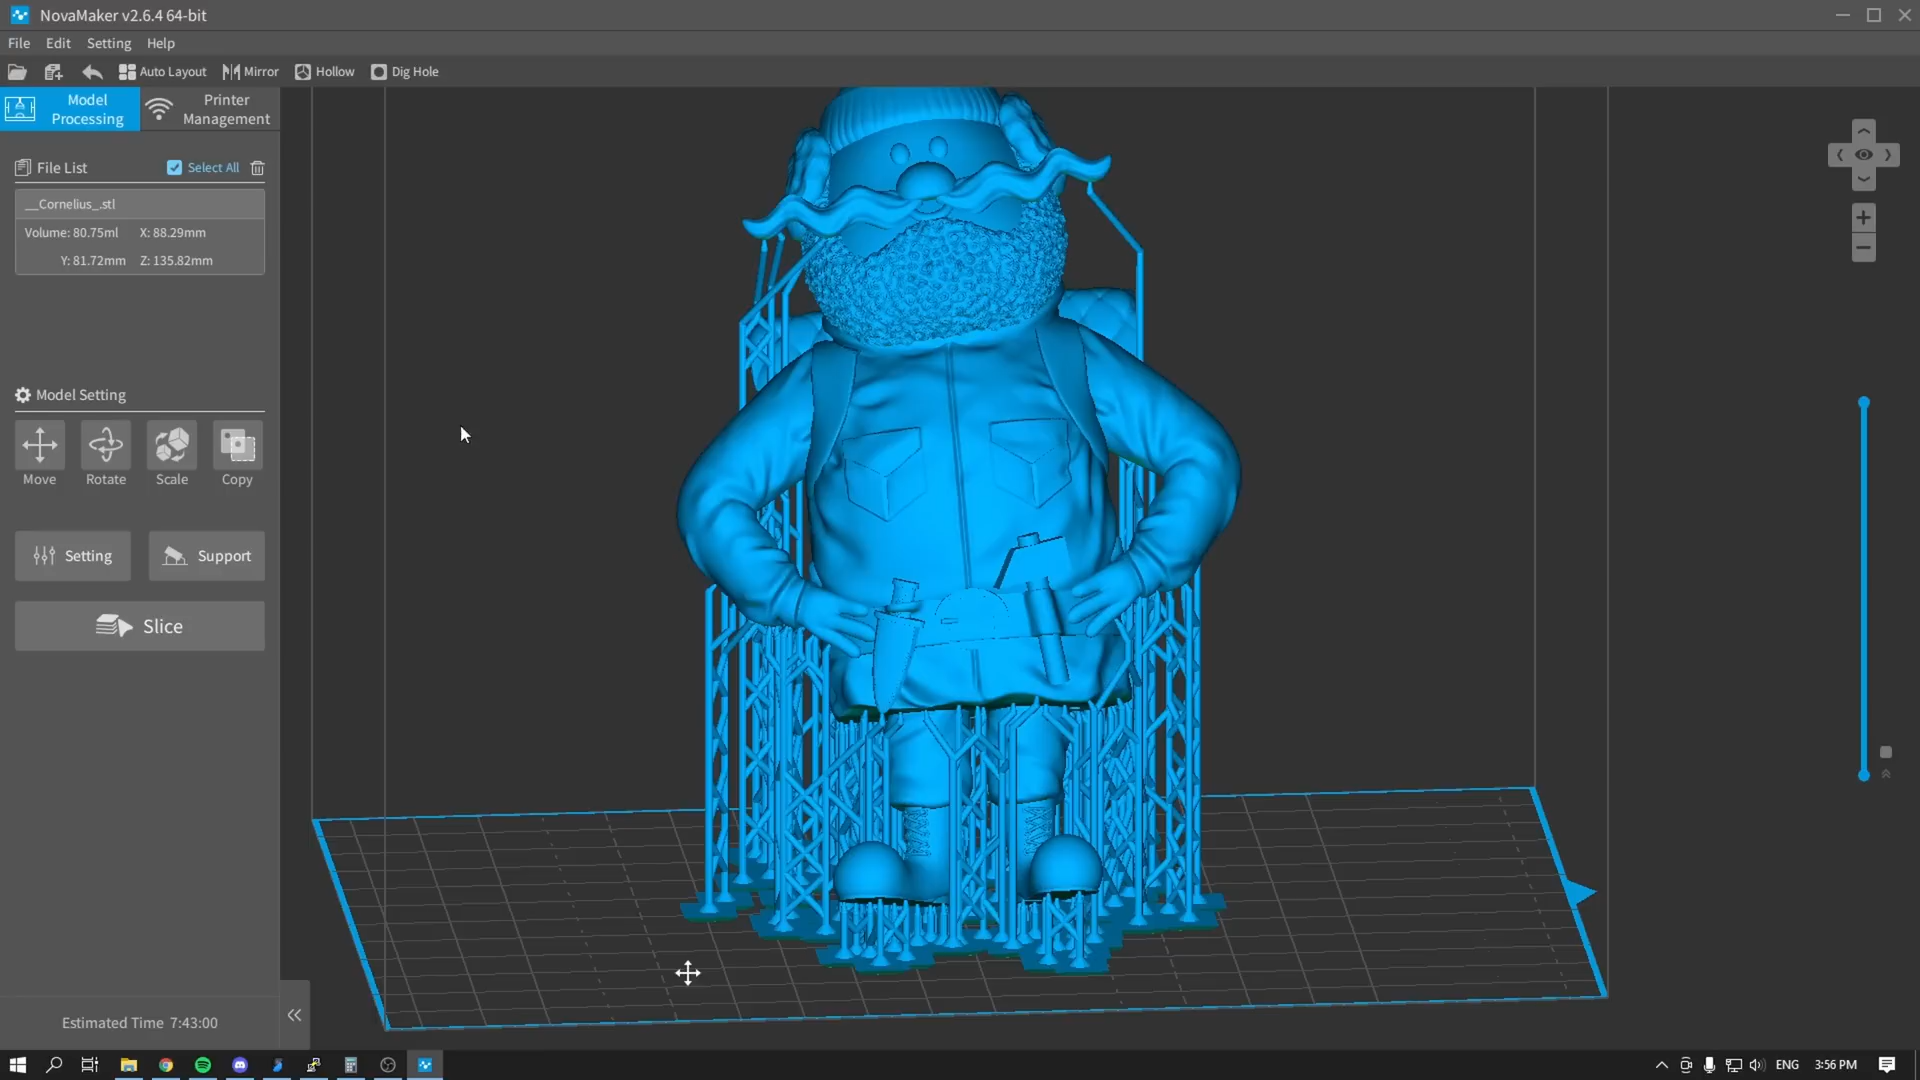 NovaMaker v2.6.4 64-bit
File Edit Setting Help
Auto Layout Mirror Hollow Dig Hole
Model Processing
Printer Management
File List Select All
__Cornelius_.stl
Volume: 80.75ml X: 88.29mm
Y: 81.72mm Z: 135.82mm
Model Setting
Move Rotate Scale Copy
Setting Support
Slice
Estimated Time 7:43:00
ENG 3:56 PM